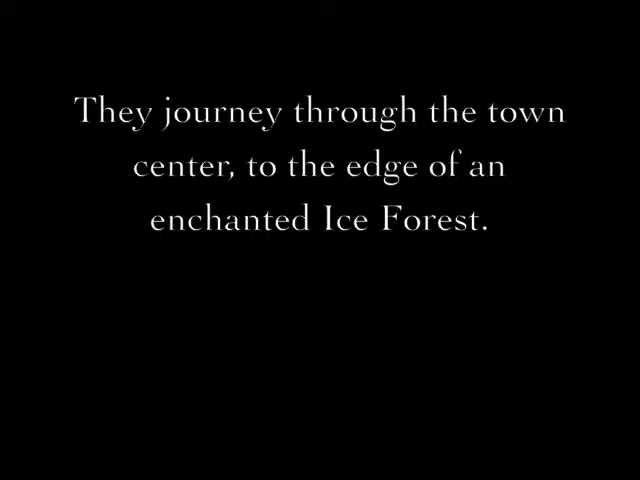 They journey through the town
center, to the edge of an
enchanted Ice Forest.